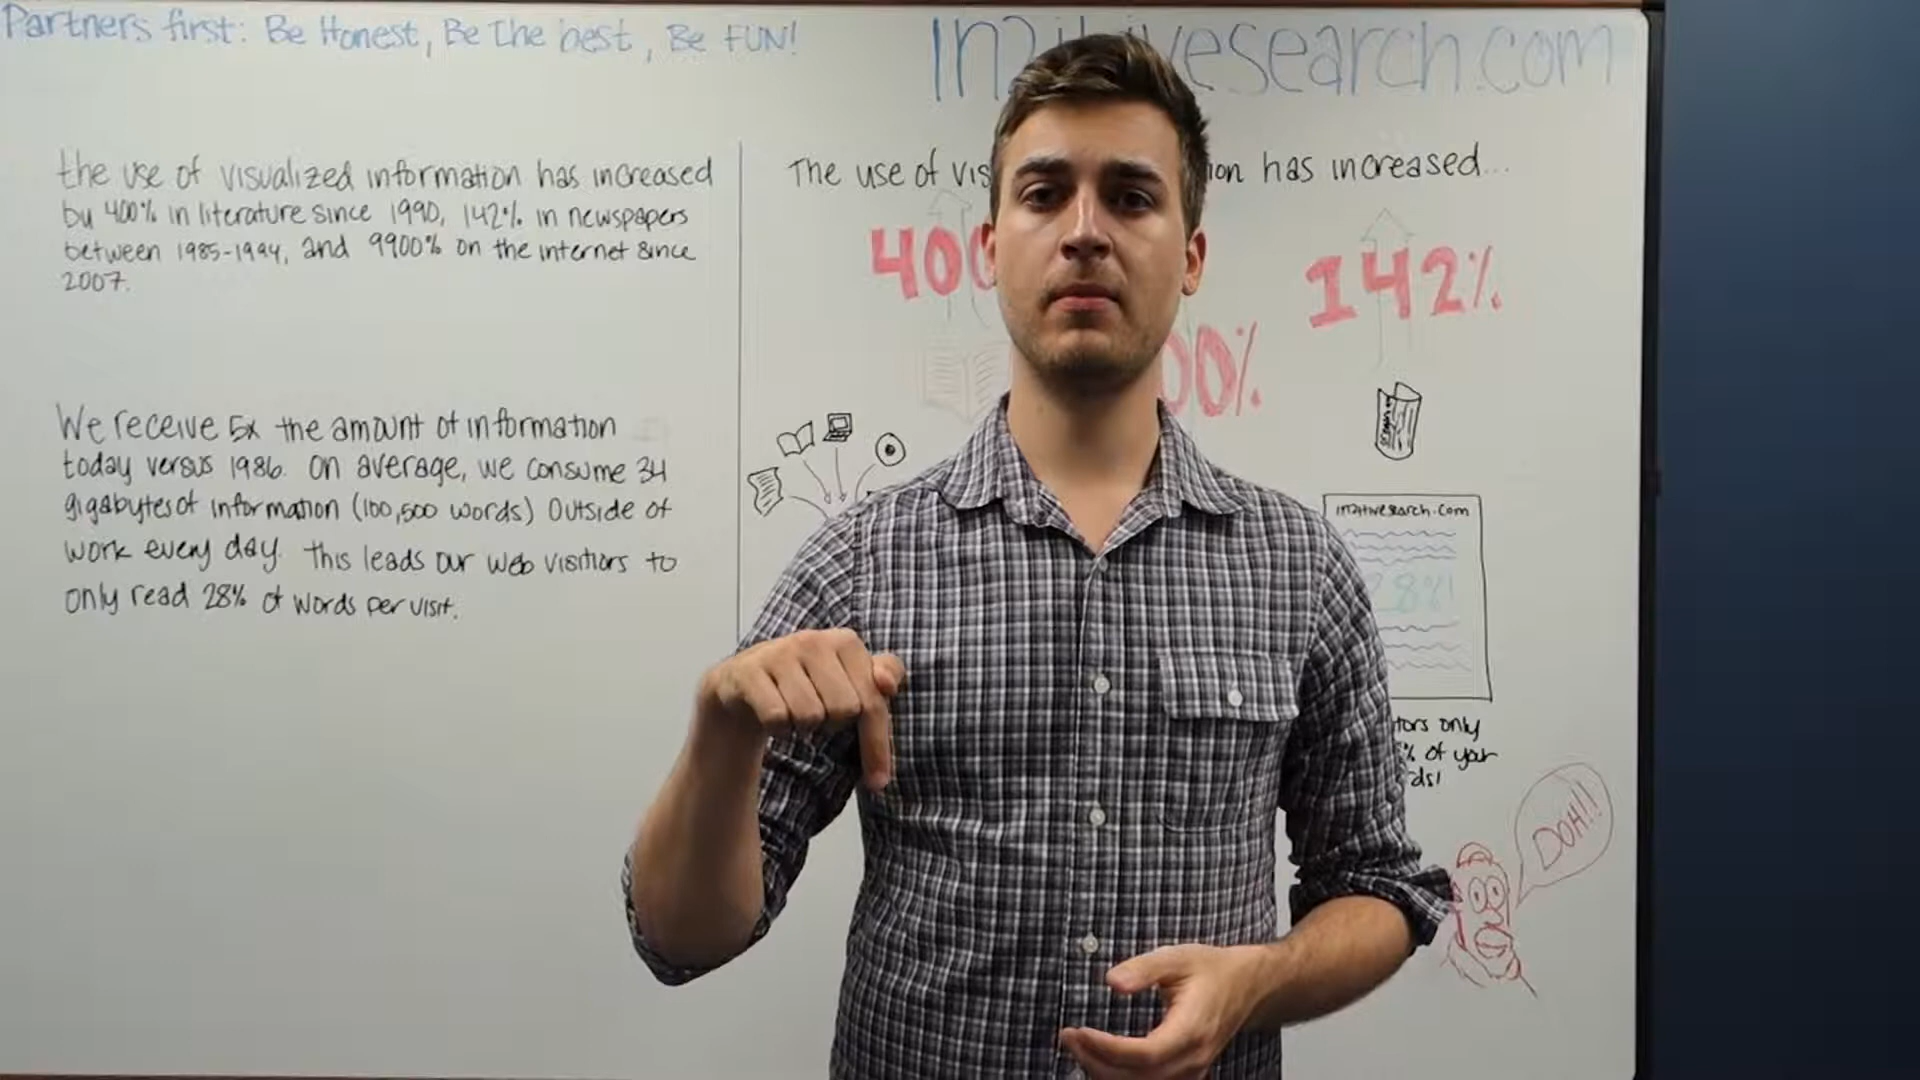 Partners first: Be Honest, Be The best, Be FUN!
In2itivesearch.com
the use of visualized information has increased
by 400% in literature since 1990, 142% in newspapers
between 1985-1994, and 9900% on the internet since
2007.
We receive 5x the amount of information
today versus 1986. On average, we consume 34
gigabytes of information (100,500 words) Outside of
work every day. This leads our web visitiors to
only read 28% of words per visit.
The use of vis ion has increased...
400
142%
00%
in2itivesearch.com
28%!
tors only
% of your
ds!
DOH!!